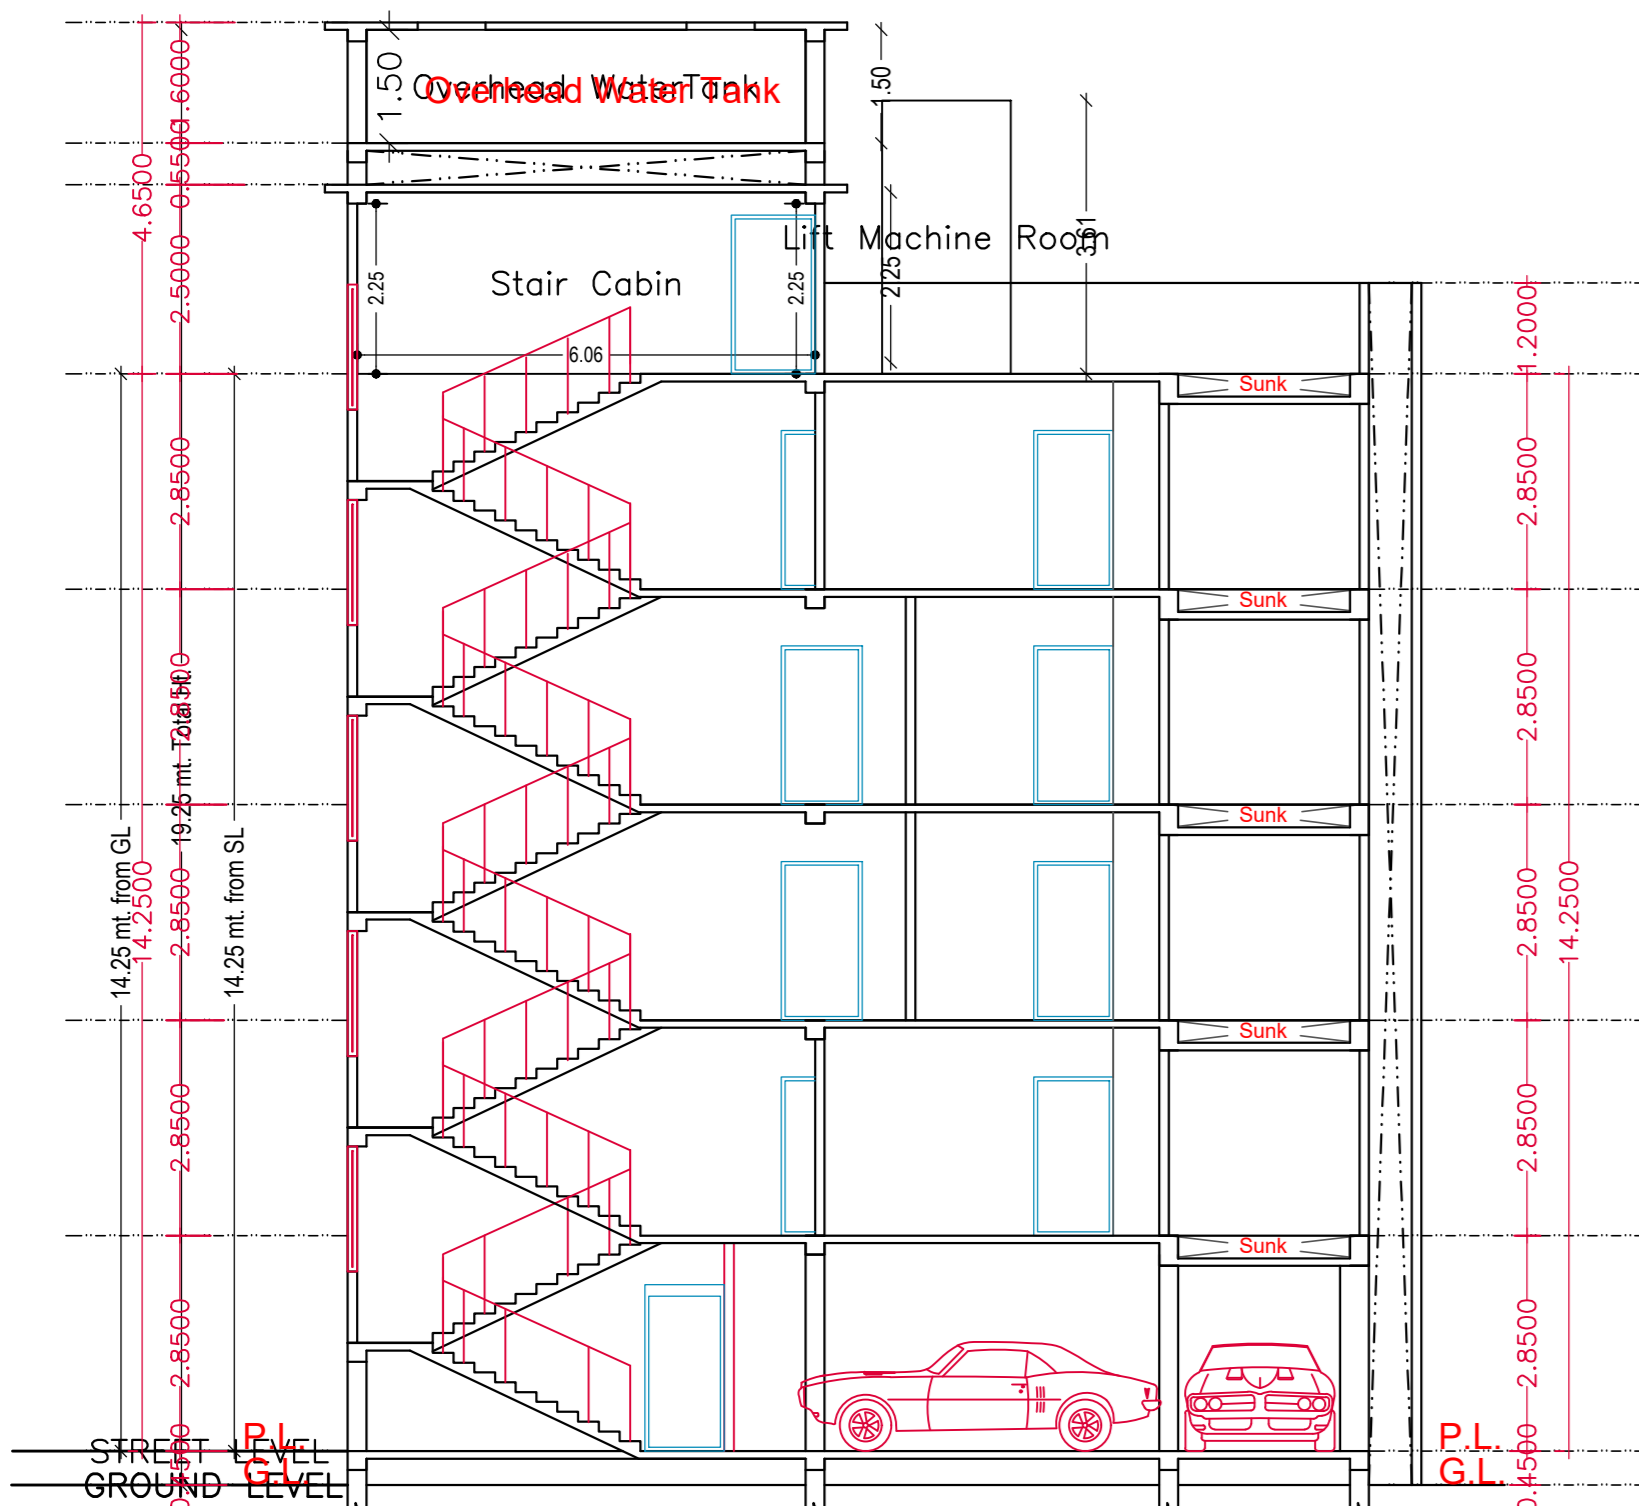 1.6000
1.50
Overhead WaterTank
Overhead Water Tank
1.50
0.5500
4.6500
2.5000
2.25
Stair Cabin
2.25
Lift Machine Room
2.25
3.61
6.06
1.2000
Sunk
2.8500
2.8500
Sunk
2.8500
2.8500
19.25 mt. Total Ht.
Sunk
14.25 mt. from GL
14.2500
2.8500
14.25 mt. from SL
2.8500
14.2500
Sunk
2.8500
2.8500
Sunk
2.8500
2.8500
P.L.
STREET LEVEL
G.L.
GROUND LEVEL
0.4500
P.L.
G.L.
0.4500